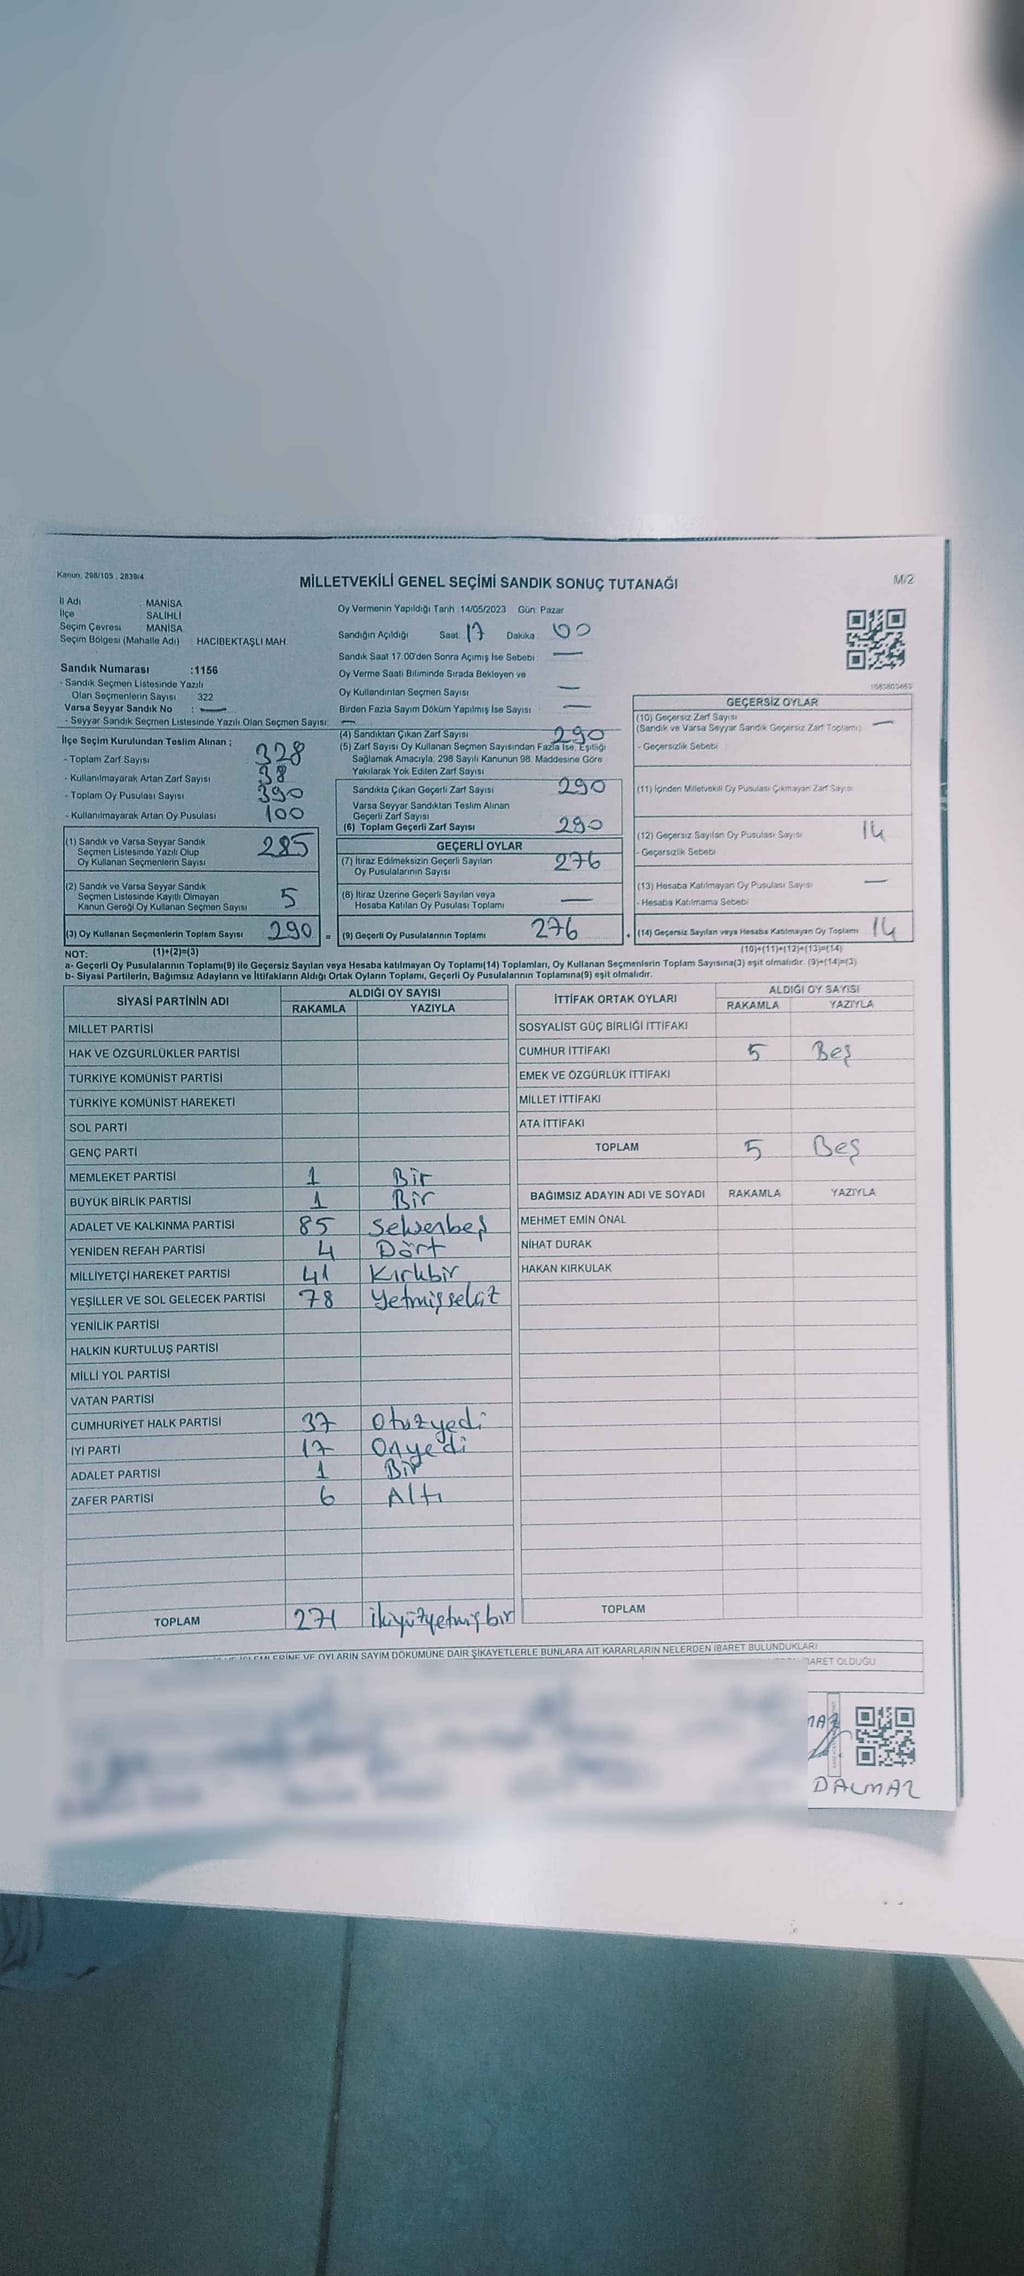 Kanun, 298/105 , 2839/4
MİLLETVEKİLİ GENEL SEÇİMİ SANDIK SONUÇ TUTANAĞI
M/2
İl Adı : MANİSA
İlçe SALİHLİ
Seçim Çevresi MANİSA
Seçim Bölgesi (Mahalle Adı) HACIBEKTAŞLI MAH.
Oy Vermenin Yapıldığı Tarih :14/05/2023 Gün: Pazar
Sandığın Açıldığı Saat: 17 Dakika 00
Sandık Saat 17.00'den Sonra Açımış İse Sebebi : —
Oy Verme Saati Bitiminde Sırada Bekleyen ve
Oy Kullandırılan Seçmen Sayısı —
Birden Fazla Sayım Döküm Yapılmış İse Sayısı —
Sandık Numarası :1156
- Sandık Seçmen Listesinde Yazılı
Olan Seçmenlerin Sayısı 322
Varsa Seyyar Sandık No : —
- Seyyar Sandık Seçmen Listesinde Yazılı Olan Seçmen Sayısı: —
İlçe Seçim Kurulundan Teslim Alınan ;
- Toplam Zarf Sayısı 328
- Kullanılmayarak Artan Zarf Sayısı 38
- Toplam Oy Pusulası Sayısı 390
- Kullanılmayarak Artan Oy Pusulası 100
(1) Sandık ve Varsa Seyyar Sandık
Seçmen Listesinde Yazılı Olup
Oy Kullanan Seçmenlerin Sayısı 285
(2) Sandık ve Varsa Seyyar Sandık
Seçmen Listesinde Kayıtlı Olmayan
Kanun Gereği Oy Kullanan Seçmen Sayısı 5
(3) Oy Kullanan Seçmenlerin Toplam Sayısı 290
(1)+(2)=(3)
(4) Sandıktan Çıkan Zarf Sayısı 290
(5) Zarf Sayısı Oy Kullanan Seçmen Sayısından Fazla İse, Eşitliği
Sağlamak Amacıyla, 298 Sayılı Kanunun 98. Maddesine Göre
Yakılarak Yok Edilen Zarf Sayısı
Sandıkta Çıkan Geçerli Zarf Sayısı 290
Varsa Seyyar Sandıktan Teslim Alınan
Geçerli Zarf Sayısı
(6) Toplam Geçerli Zarf Sayısı 290
GEÇERLİ OYLAR
(7) İtiraz Edilmeksizin Geçerli Sayılan
Oy Pusulalarının Sayısı 276
(8) İtiraz Üzerine Geçerli Sayılan veya
Hesaba Katılan Oy Pusulası Toplamı —
= (9) Geçerli Oy Pusulalarının Toplamı 276 +
GEÇERSİZ OYLAR
(10) Geçersiz Zarf Sayısı
(Sandık ve Varsa Seyyar Sandık Geçersiz Zarf Toplamı) —
- Geçersizlik Sebebi
(11) İçinden Milletvekili Oy Pusulası Çıkmayan Zarf Sayısı
(12) Geçersiz Sayılan Oy Pusulası Sayısı 14
- Geçersizlik Sebebi
(13) Hesaba Katılmayan Oy Pusulası Sayısı —
- Hesaba Katılmama Sebebi
(14) Geçersiz Sayılan veya Hesaba Katılmayan Oy Toplamı 14
(10)+(11)+(12)+(13)=(14)
NOT:
a- Geçerli Oy Pusulalarının Toplamı(9) ile Geçersiz Sayılan veya Hesaba katılmayan Oy Toplamı(14) Toplamları, Oy Kullanan Seçmenlerin Toplam Sayısına(3) eşit olmalıdır. (9)+(14)=(3)
b- Siyasi Partilerin, Bağımsız Adayların ve İttifakların Aldığı Ortak Oyların Toplamı, Geçerli Oy Pusulalarının Toplamına(9) eşit olmalıdır.
SİYASİ PARTİNİN ADI ALDIĞI OY SAYISI
RAKAMLA YAZIYLA
MİLLET PARTİSİ
HAK VE ÖZGÜRLÜKLER PARTİSİ
TÜRKİYE KOMÜNİST PARTİSİ
TÜRKİYE KOMÜNİST HAREKETİ
SOL PARTİ
GENÇ PARTİ
MEMLEKET PARTİSİ 1 Bir
BÜYÜK BİRLİK PARTİSİ 1 Bir
ADALET VE KALKINMA PARTİSİ 85 Seksenbeş
YENİDEN REFAH PARTİSİ 4 Dört
MİLLİYETÇİ HAREKET PARTİSİ 41 Kırkbir
YEŞİLLER VE SOL GELECEK PARTİSİ 78 Yetmişsekiz
YENİLİK PARTİSİ
HALKIN KURTULUŞ PARTİSİ
MİLLİ YOL PARTİSİ
VATAN PARTİSİ
CUMHURİYET HALK PARTİSİ 37 Otuzyedi
İYİ PARTİ 17 Onyedi
ADALET PARTİSİ 1 Bir
ZAFER PARTİSİ 6 Altı
TOPLAM 271 ikiyüzyetmişbir
İTTİFAK ORTAK OYLARI ALDIĞI OY SAYISI
RAKAMLA YAZIYLA
SOSYALİST GÜÇ BİRLİĞİ İTTİFAKI
CUMHUR İTTİFAKI 5 Beş
EMEK VE ÖZGÜRLÜK İTTİFAKI
MİLLET İTTİFAKI
ATA İTTİFAKI
TOPLAM 5 Beş
BAĞIMSIZ ADAYIN ADI VE SOYADI RAKAMLA YAZIYLA
MEHMET EMİN ÖNAL
NİHAT DURAK
HAKAN KIRKULAK
TOPLAM
OYLARIN SAYIM DÖKÜMÜNE DAİR ŞİKAYETLERLE BUNLARA AİT KARARLARIN NELERDEN İBARET BULUNDUKLARI
OLDUĞU
DALMAZ